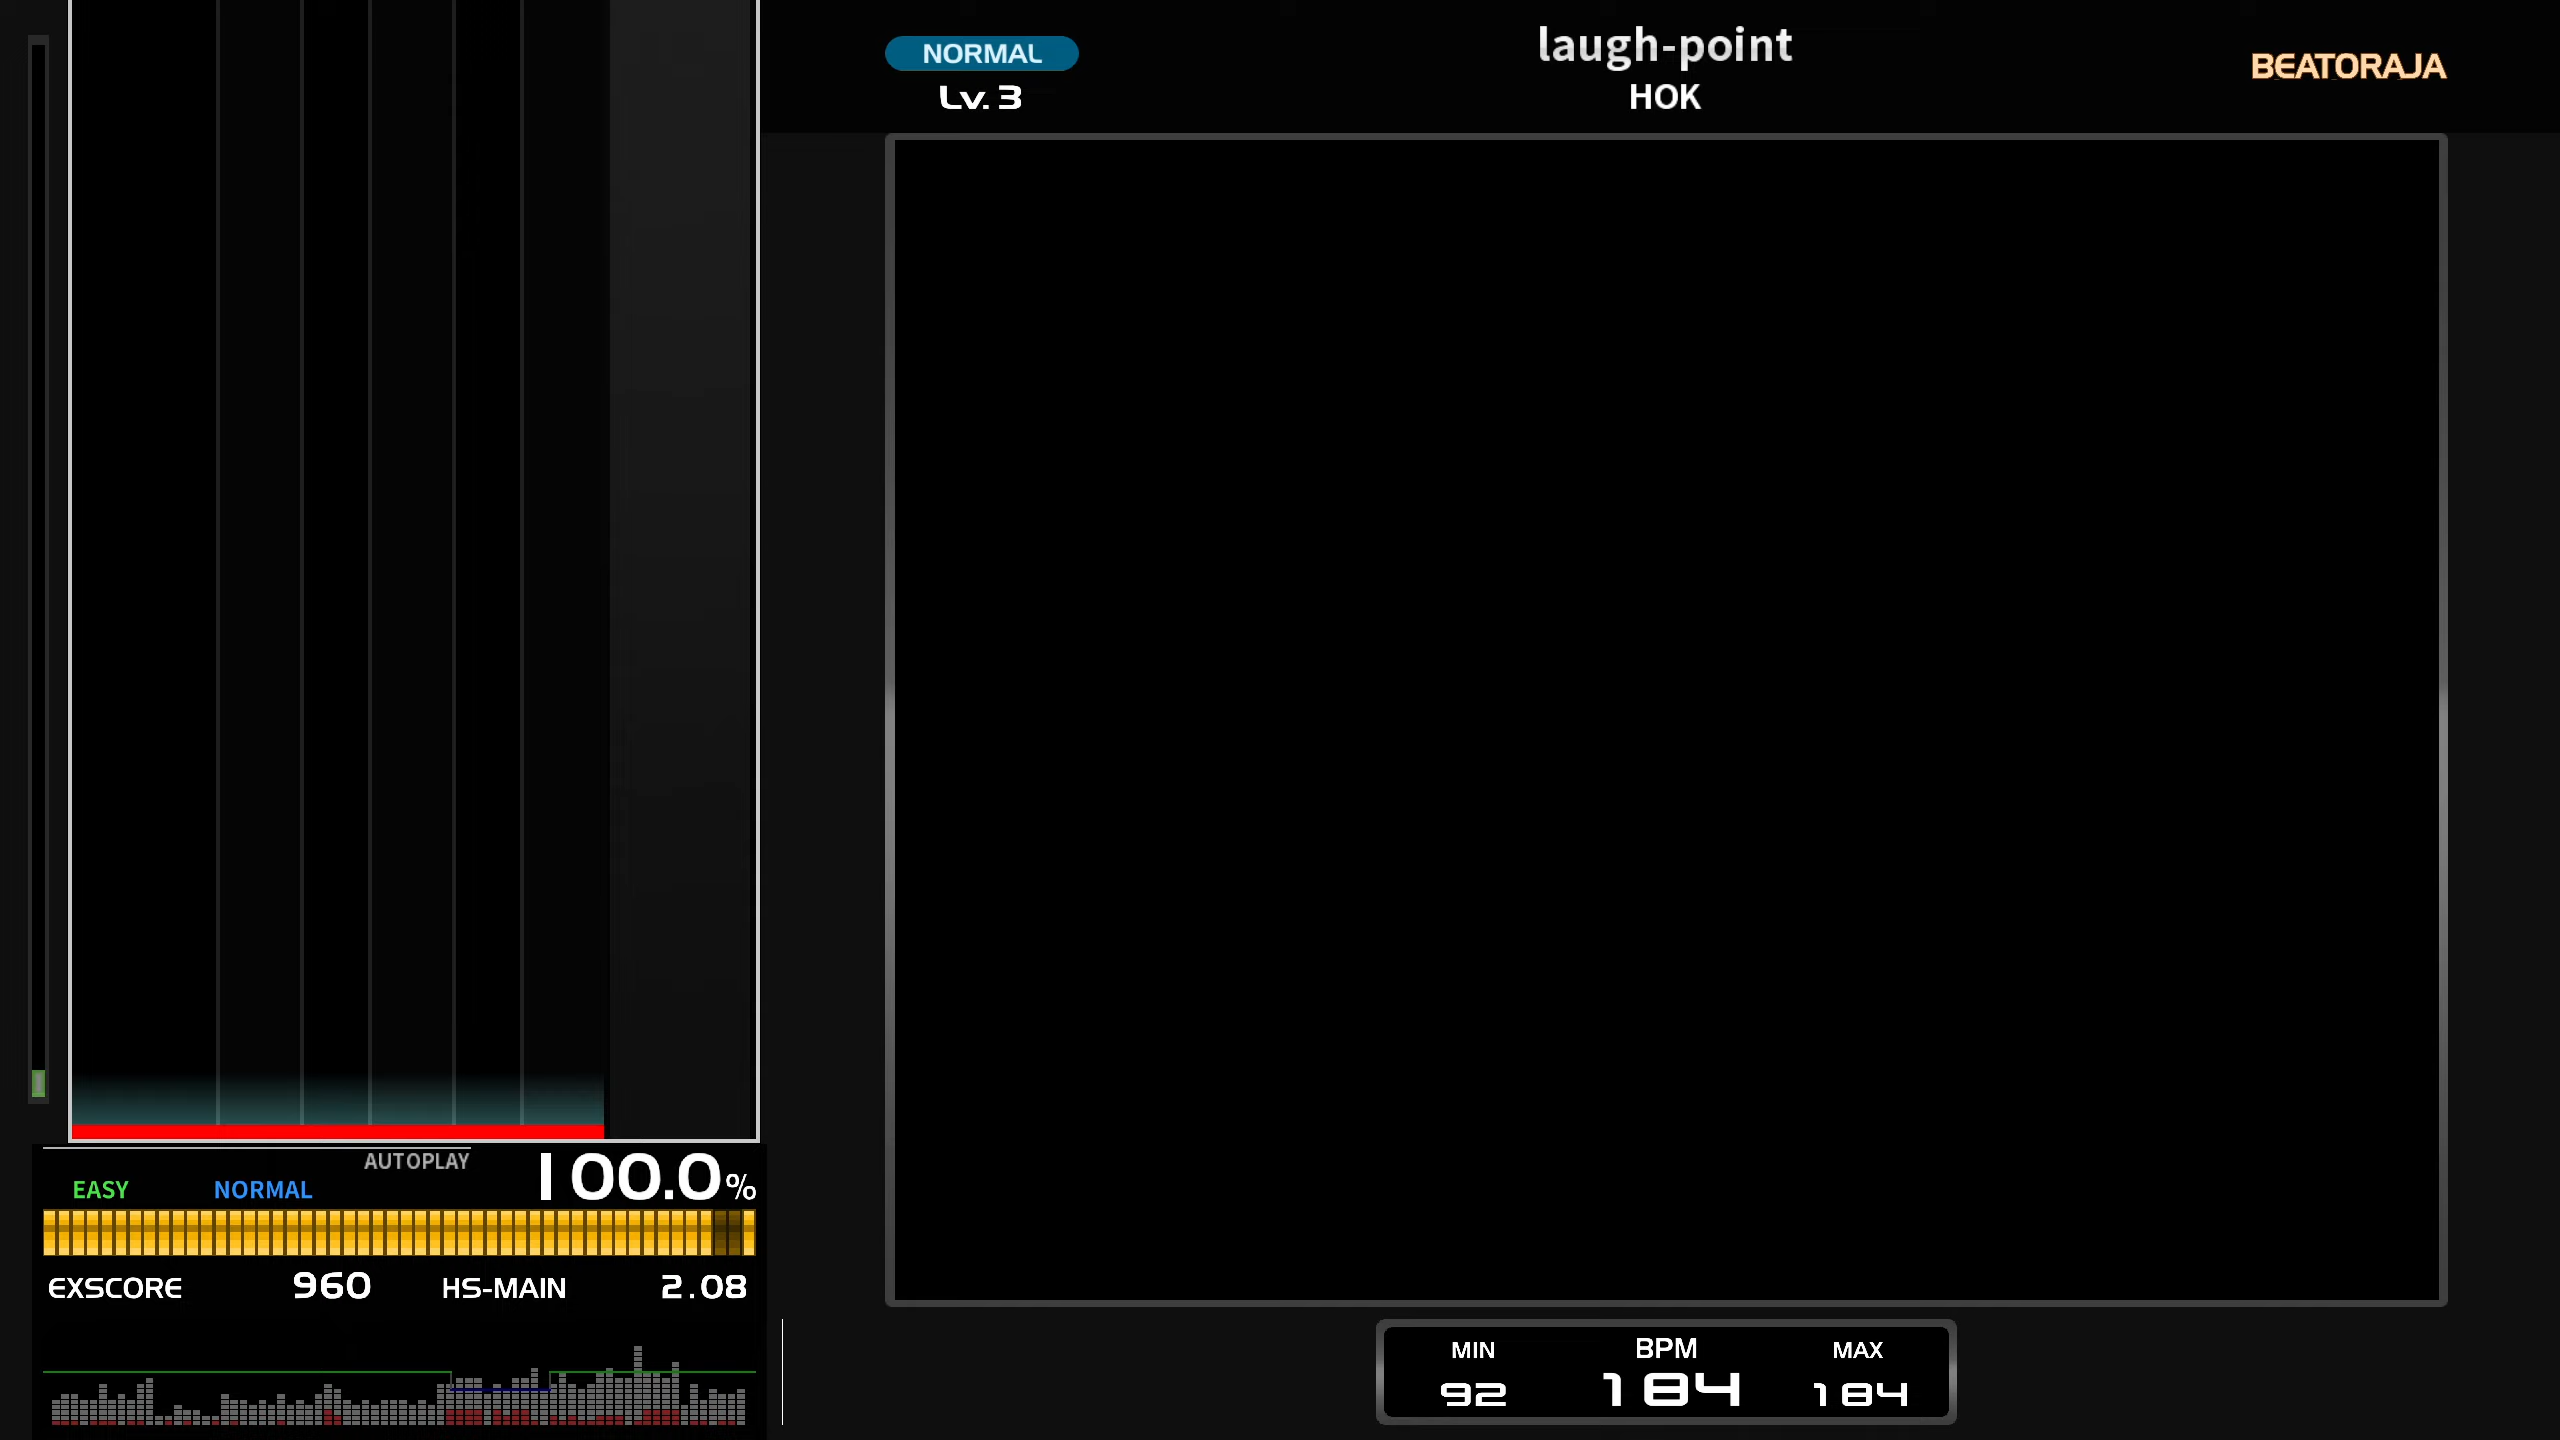 NORMAL
Lv. 3
laugh-point
HOK
BEATORAJA
AUTOPLAY
EASY NORMAL 100.0%
EXSCORE 960 HS-MAIN 2.08
MIN BPM MAX
92 184 184